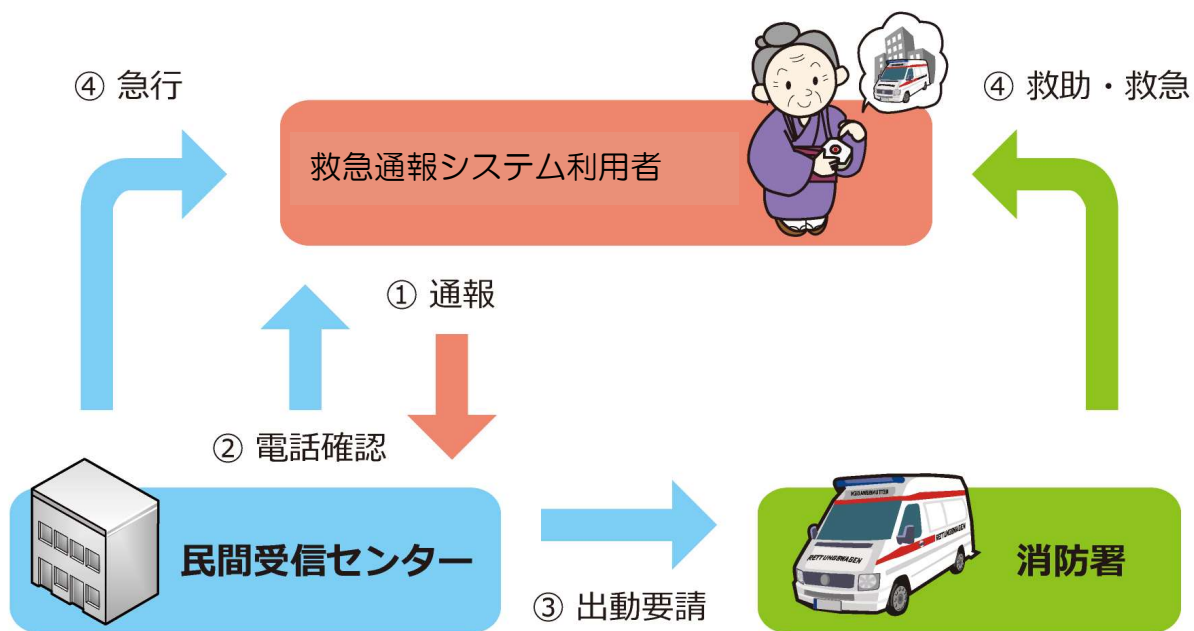 ④ 急行
④ 救助・救急
救急通報システム利用者
① 通報
② 電話確認
民間受信センター
③ 出動要請
RETTUNGSWAGEN
RETTUNGSWAGEN
消防署